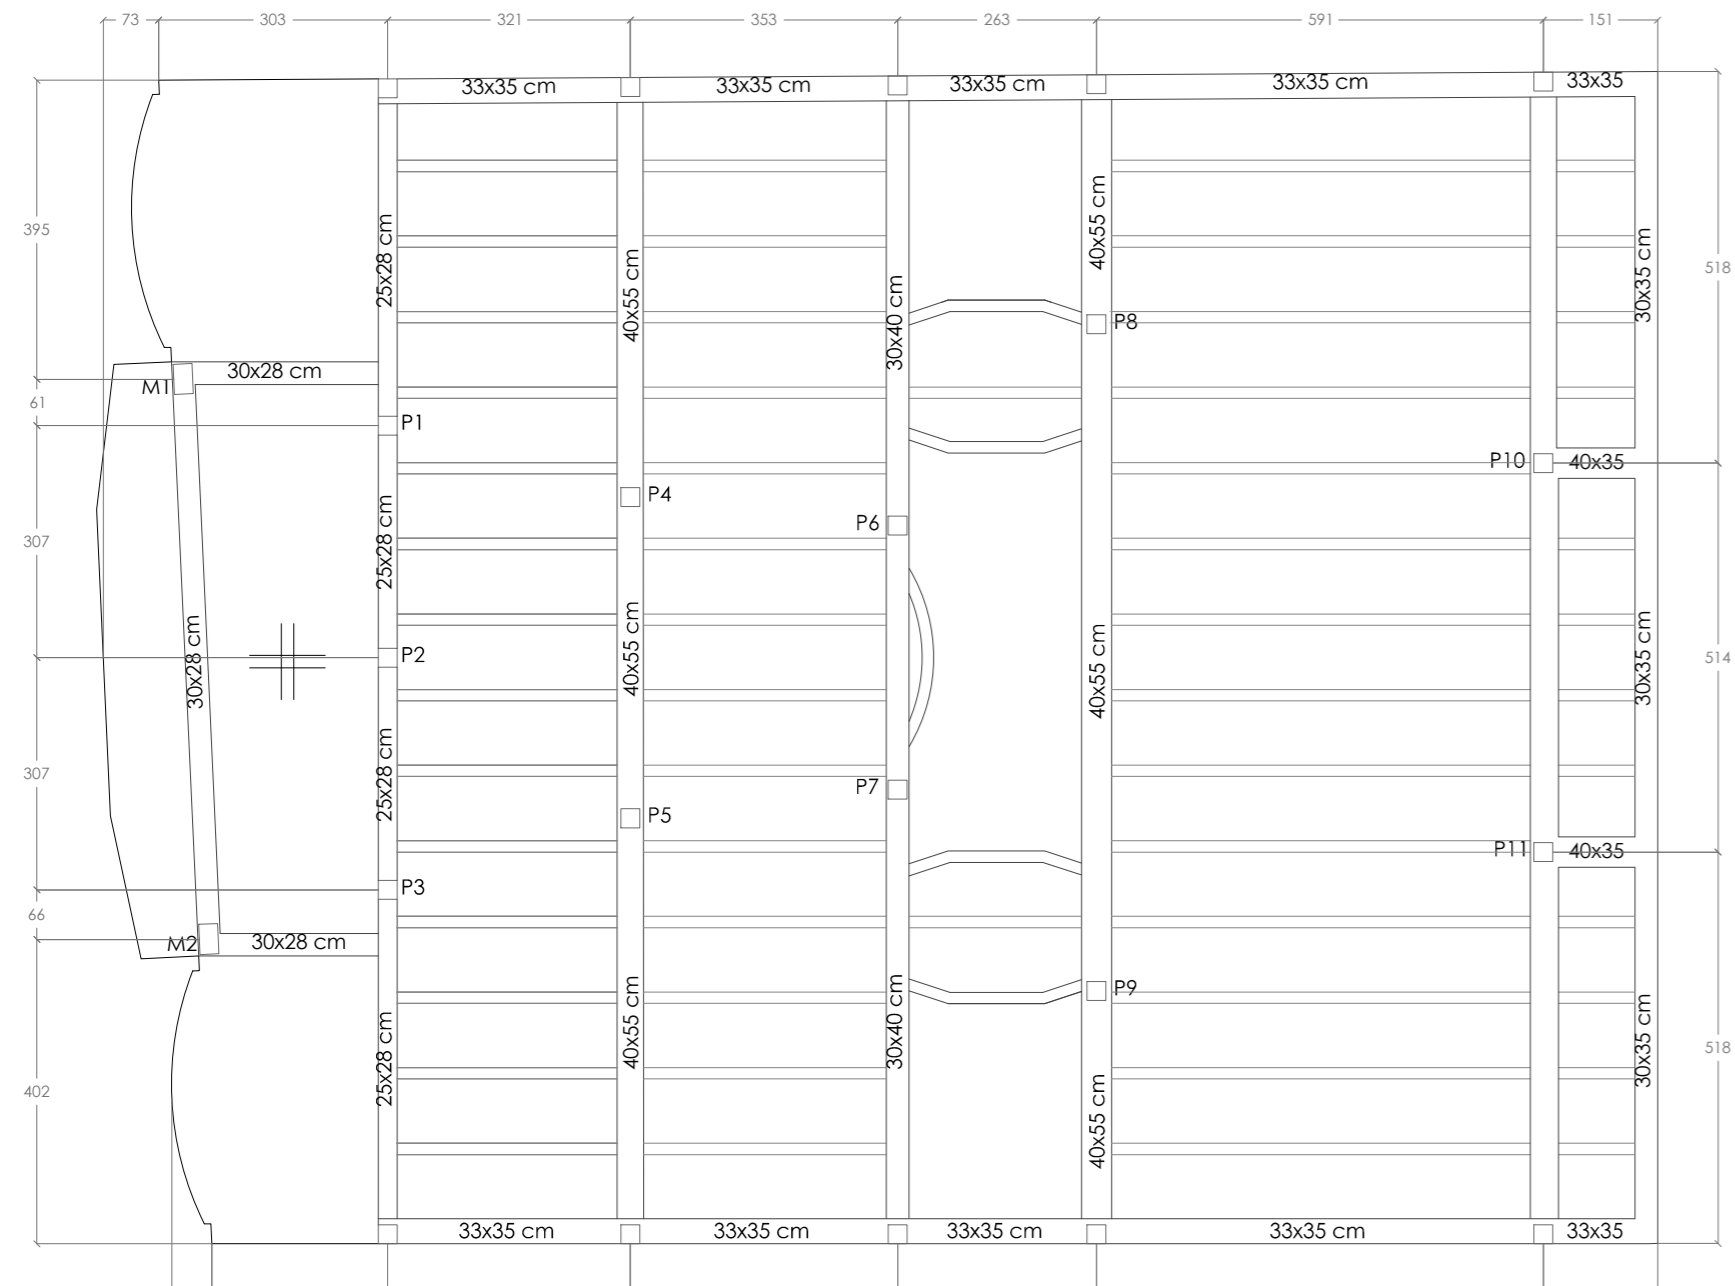 73 303 321 353 263 591 151
33x35 cm 33x35 cm 33x35 cm 33x35 cm 33x35
395
25x28 cm
40x55 cm
30x40 cm
40x55 cm
30x35 cm
518
P8
M1
30x28 cm
61
P1
P10
40x35
P4
P6
307
25x28 cm
30x28 cm
P2
40x55 cm
40x55 cm
30x35 cm
514
307
25x28 cm
P7
P5
P11
40x35
P3
66
M2
30x28 cm
P9
402
25x28 cm
40x55 cm
30x40 cm
40x55 cm
30x35 cm
518
33x35 cm 33x35 cm 33x35 cm 33x35 cm 33x35